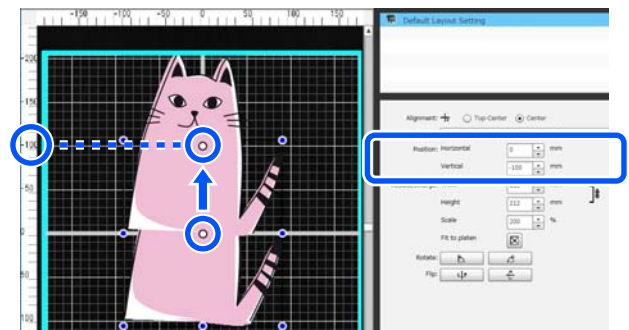 -150 -100 -50 0 50 100 150
Default Layout Setting
-200
-150
Alignment: Top-Center Center
-100
Position: Horizontal 0 mm
Vertical -100 mm
-50
Height 212 mm
Scale 200 %
0
Fit to platen
Rotate:
50
Flip:
100